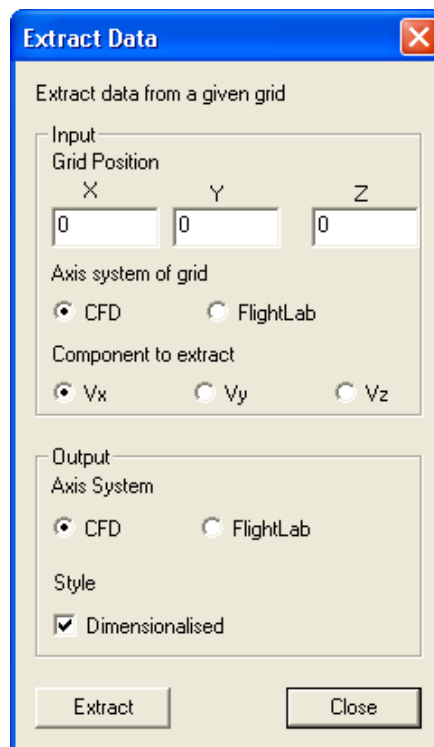 Extract Data
Extract data from a given grid
Input
Grid Position
X Y Z
0 0 0
Axis system of grid
CFD FlightLab
Component to extract
Vx Vy Vz
Output
Axis System
CFD FlightLab
Style
Dimensionalised
Extract Close